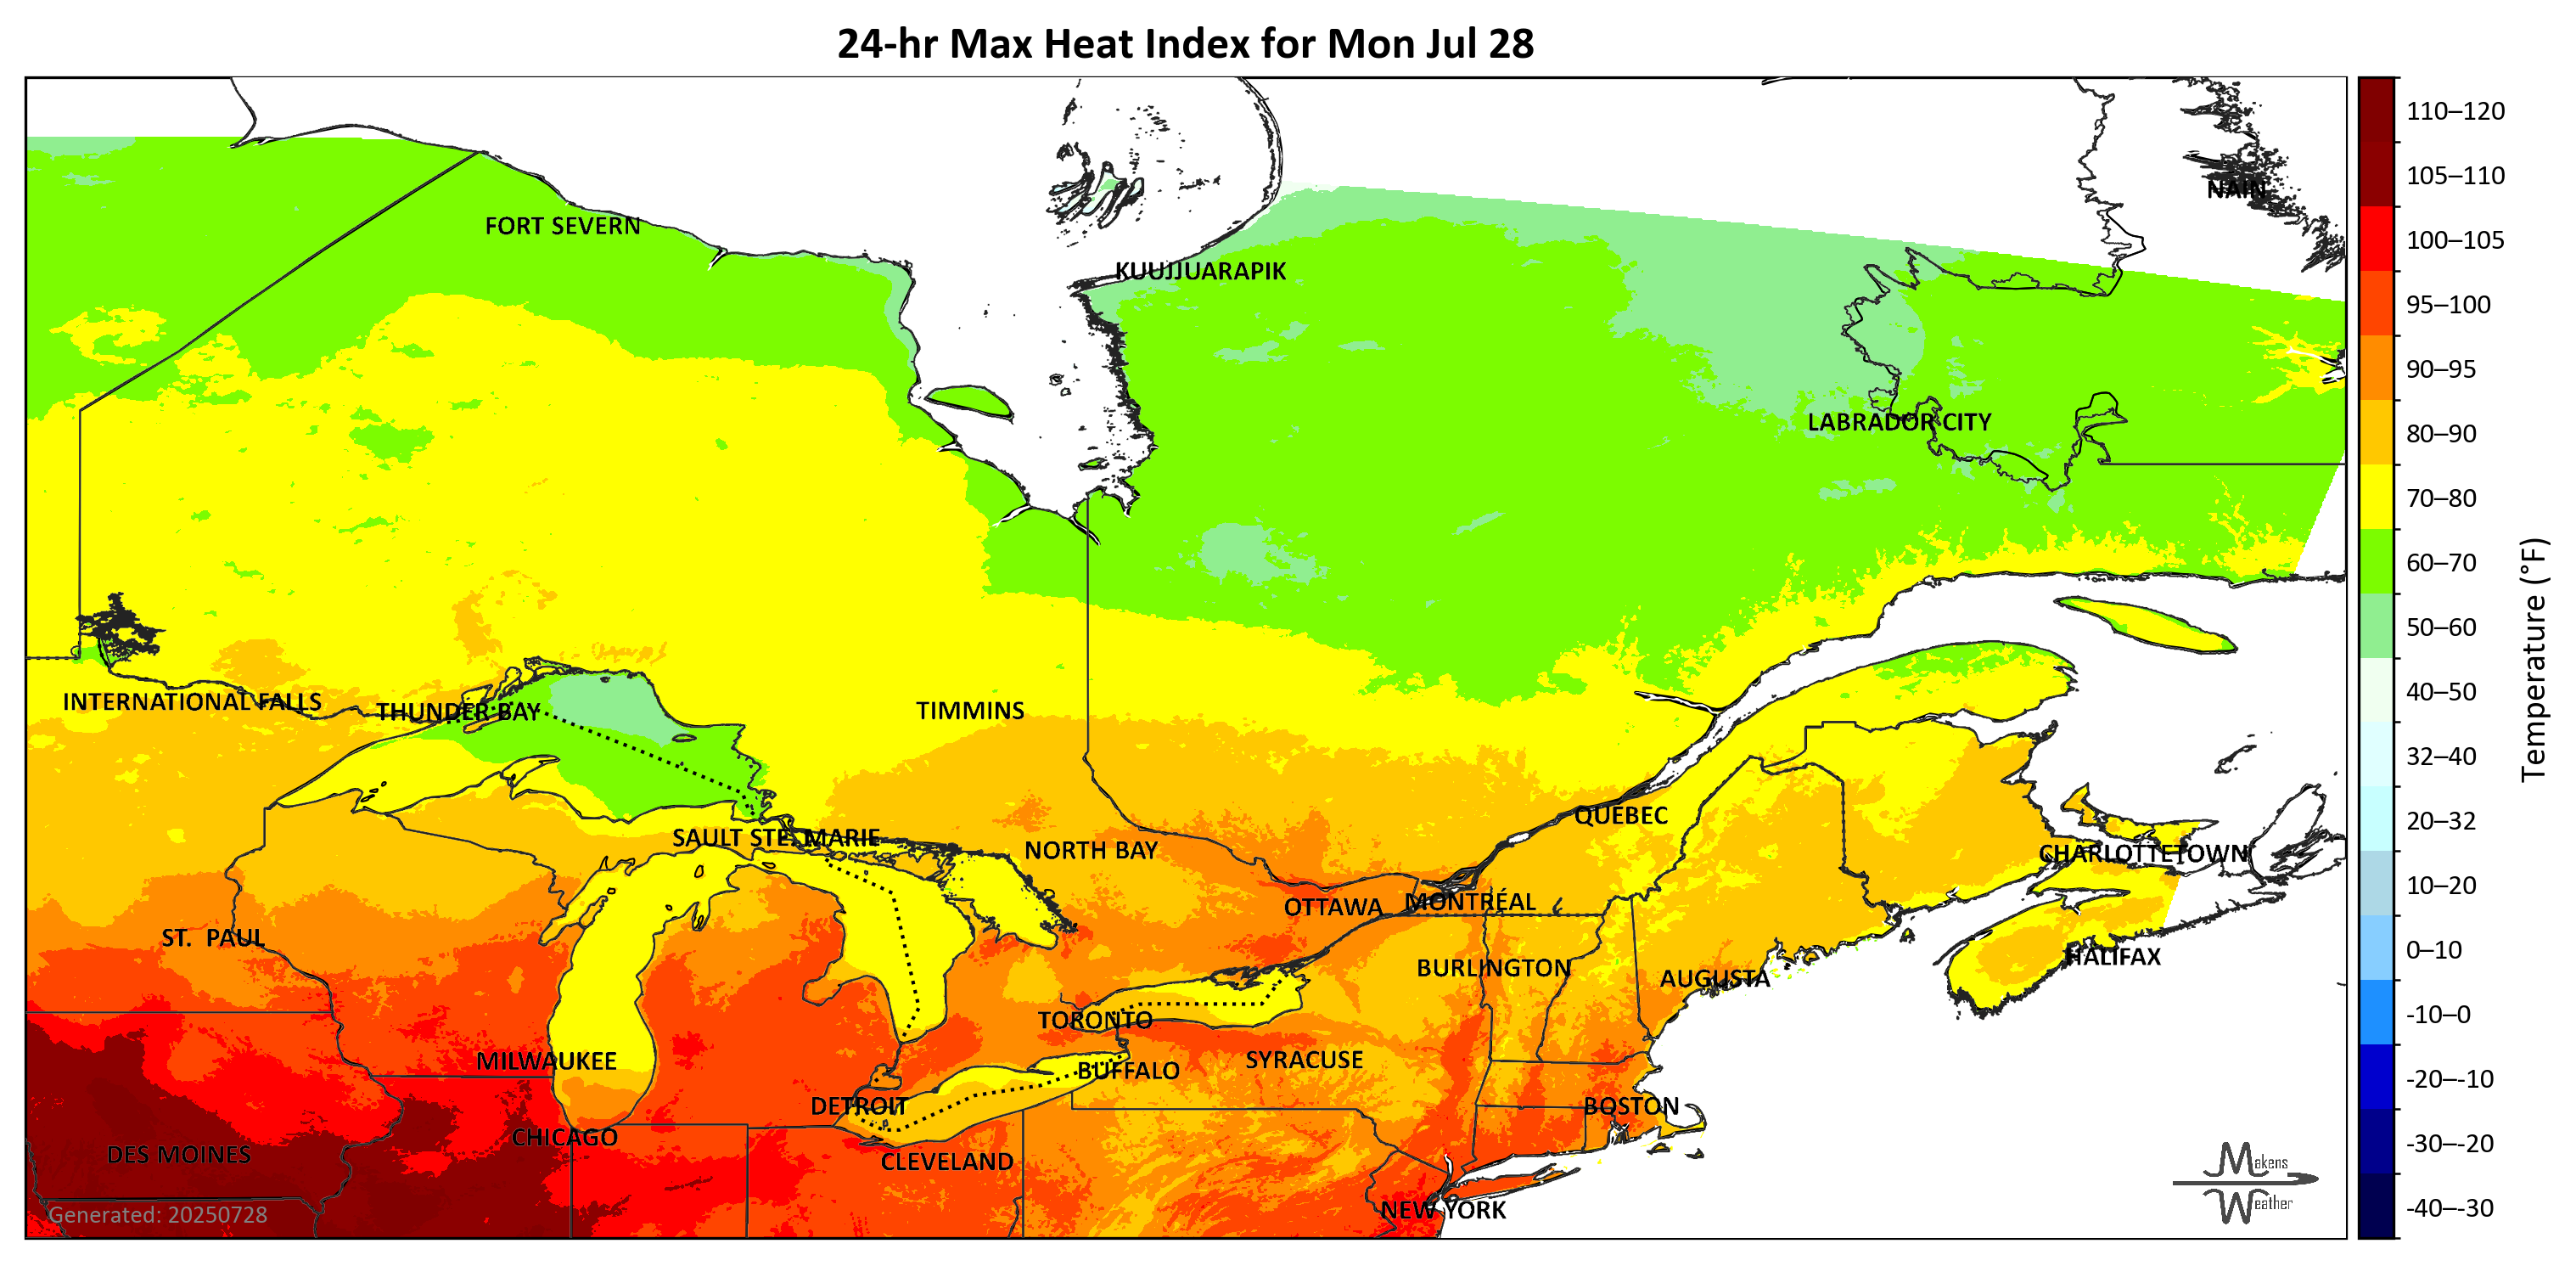 24-hr Max Heat Index for Mon Jul 28
NAIN
FORT SEVERN
KUUJJUARAPIK
LABRADOR CITY
INTERNATIONAL FALLS
THUNDER BAY
TIMMINS
QUÉBEC
SAULT STE. MARIE
NORTH BAY
CHARLOTTETOWN
OTTAWA
MONTRÉAL
ST. PAUL
HALIFAX
BURLINGTON
AUGUSTA
TORONTO
MILWAUKEE
BUFFALO
SYRACUSE
DETROIT
BOSTON
CHICAGO
DES MOINES
CLEVELAND
NEW YORK
Generated: 20250728
Makens
Weather
110–120
105–110
100–105
95–100
90–95
80–90
70–80
60–70
50–60
40–50
32–40
20–32
10–20
0–10
-10–0
-20–-10
-30–-20
-40–-30
Temperature (°F)